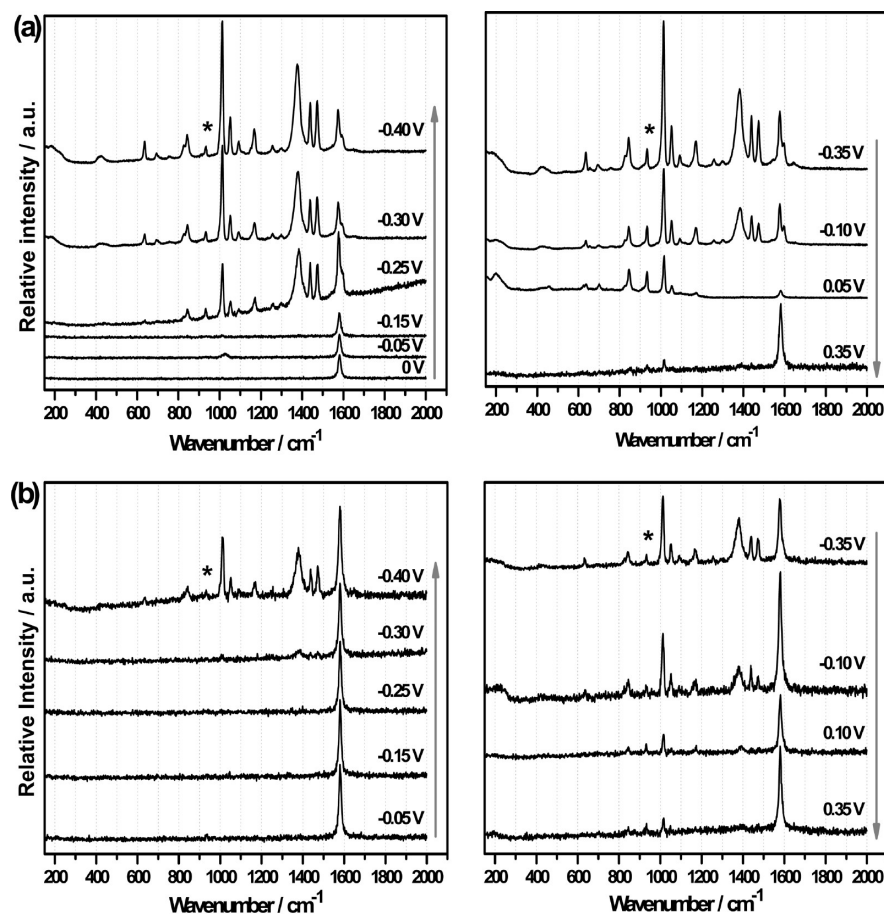 (a)
Relative intensity / a.u.
*
-0.40 V
-0.30 V
-0.25 V
-0.15 V
-0.05 V
0 V
200 400 600 800 1000 1200 1400 1600 1800 2000
Wavenumber / cm-1
*
-0.35 V
-0.10 V
0.05 V
0.35 V
200 400 600 800 1000 1200 1400 1600 1800 2000
Wavemumber / cm-1
(b)
Relative Intensity / a.u.
*
-0.40 V
-0.30 V
-0.25 V
-0.15 V
-0.05 V
200 400 600 800 1000 1200 1400 1600 1800 2000
Wavenumber / cm-1
*
-0.35 V
-0.10 V
0.10 V
0.35 V
200 400 600 800 1000 1200 1400 1600 1800 2000
Wavenumber / cm-1